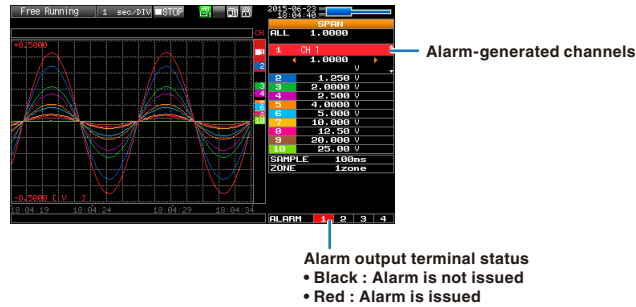 Free Running 1 sec/DIV ■STOP
2015-06-23
18:04:40
SPAN
ALL 1.0000
CH
+0.5000
1 CH 1
1.0000
V
2 1.250 V
3 2.0000 V
4 2.500 V
5 4.0000 V
6 5.000 V
7 10.000 V
8 12.50 V
9 20.000 V
10 25.00 V
SAMPLE 100ms
ZONE 1zone
-0.5000 [ V ]
18:04:19 18:04:24 18:04:29 18:04:34
ALARM 1 2 3 4
Alarm-generated channels
Alarm output terminal status
• Black : Alarm is not issued
• Red : Alarm is issued